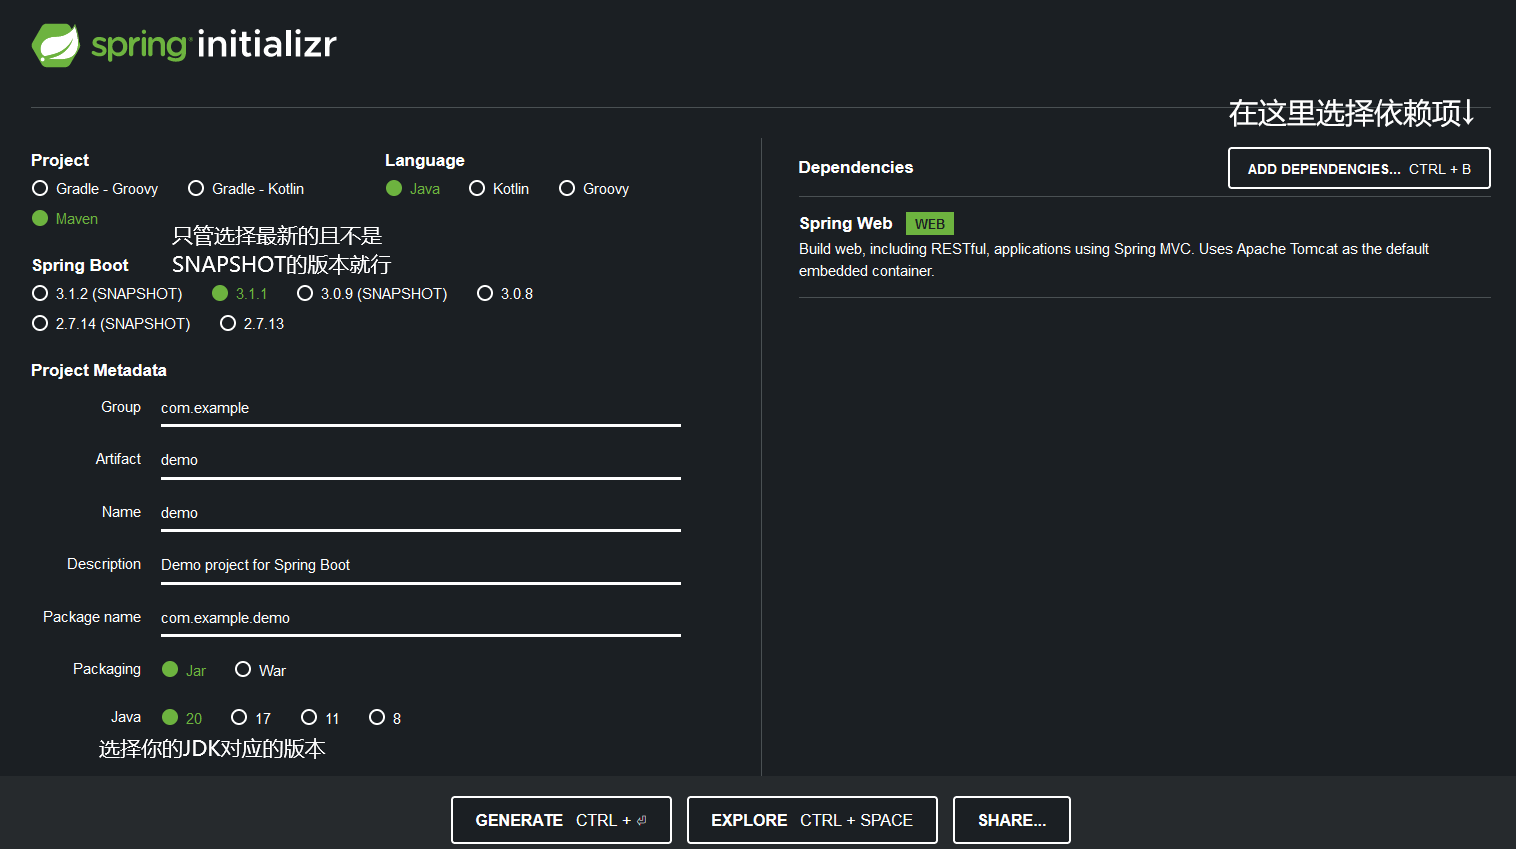 spring initializr
在这里选择依赖项↓
Project
Language
Gradle - Groovy Gradle - Kotlin
Java Kotlin Groovy
Maven
只管选择最新的且不是
SNAPSHOT的版本就行
Spring Boot
3.1.2 (SNAPSHOT) 3.1.1 3.0.9 (SNAPSHOT) 3.0.8
2.7.14 (SNAPSHOT) 2.7.13
Project Metadata
Group com.example
Artifact demo
Name demo
Description Demo project for Spring Boot
Package name com.example.demo
Packaging Jar War
Java 20 17 11 8
选择你的JDK对应的版本
Dependencies
ADD DEPENDENCIES... CTRL + B
Spring Web WEB
Build web, including RESTful, applications using Spring MVC. Uses Apache Tomcat as the default
embedded container.
GENERATE CTRL + ⏎
EXPLORE CTRL + SPACE
SHARE...